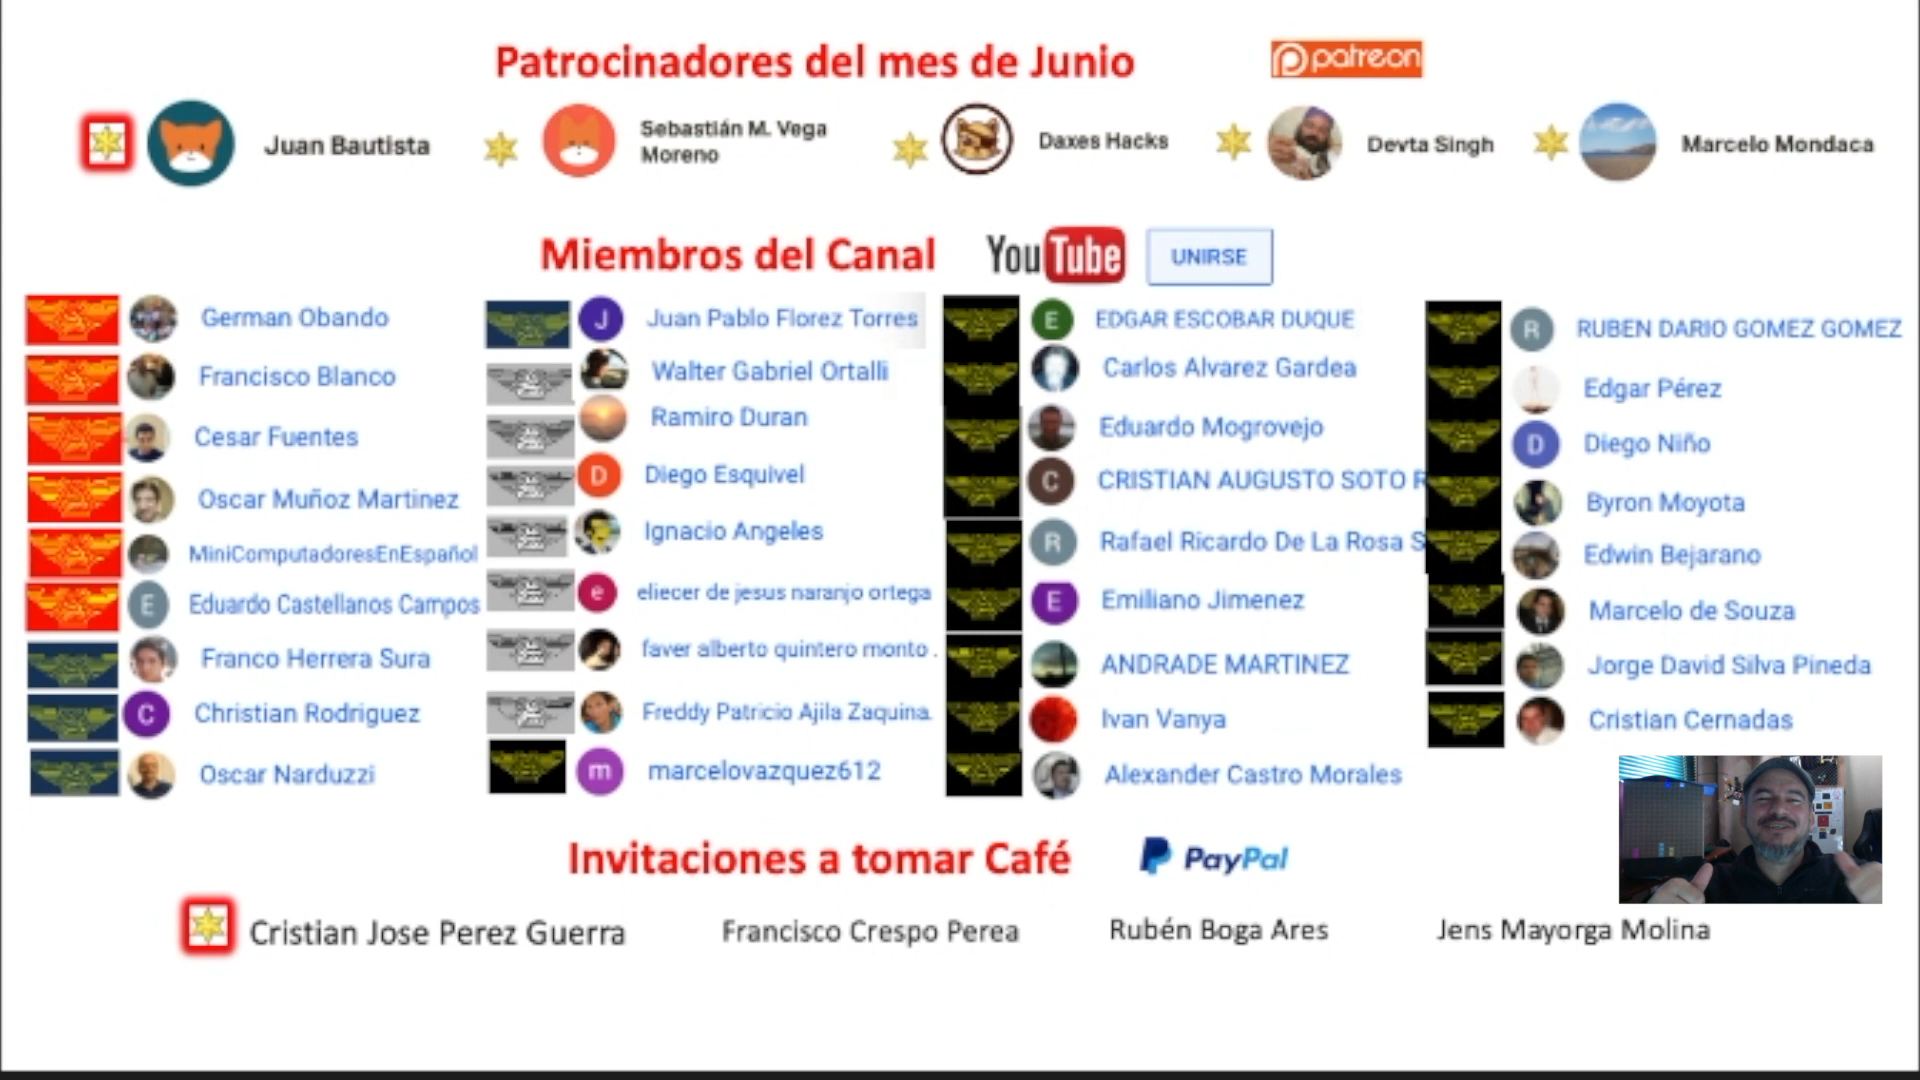 Patrocinadores del mes de Junio
patreon
Juan Bautista
Sebastián M. Vega
Moreno
Daxes Hacks
Devta Singh
Marcelo Mondaca
Miembros del Canal
YouTube
UNIRSE
German Obando
Francisco Blanco
Cesar Fuentes
Oscar Muñoz Martinez
MiniComputadoresEnEspañol
E
Eduardo Castellanos Campos
Franco Herrera Sura
C
Christian Rodriguez
Oscar Narduzzi
J
Juan Pablo Florez Torres
Walter Gabriel Ortalli
Ramiro Duran
D
Diego Esquivel
Ignacio Angeles
e
eliecer de jesus naranjo ortega
faver alberto quintero monto .
Freddy Patricio Ajila Zaquina.
m
marcelovazquez612
E
EDGAR ESCOBAR DUQUE
Carlos Alvarez Gardea
Eduardo Mogrovejo
C
CRISTIAN AUGUSTO SOTO R
R
Rafael Ricardo De La Rosa S
E
Emiliano Jimenez
ANDRADE MARTINEZ
Ivan Vanya
Alexander Castro Morales
R
RUBEN DARIO GOMEZ GOMEZ
Edgar Pérez
D
Diego Niño
Byron Moyota
Edwin Bejarano
Marcelo de Souza
Jorge David Silva Pineda
Cristian Cernadas
Invitaciones a tomar Café
PayPal
Cristian Jose Perez Guerra
Francisco Crespo Perea
Rubén Boga Ares
Jens Mayorga Molina